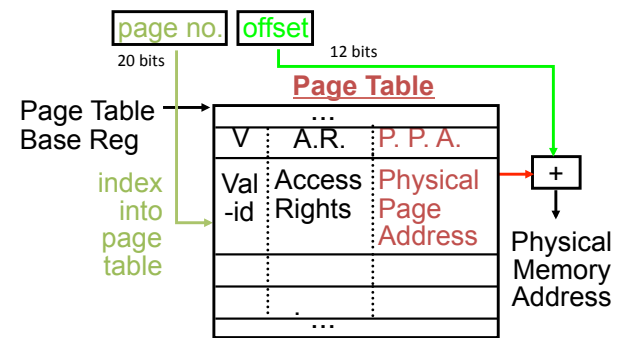 page no. offset
20 bits
12 bits
Page Table
Page Table
Base Reg
...
V A.R. P. P. A.
index
into
page
table
Val
-id
Access
Rights
Physical
Page
Address
+
Physical
Memory
Address
.
...